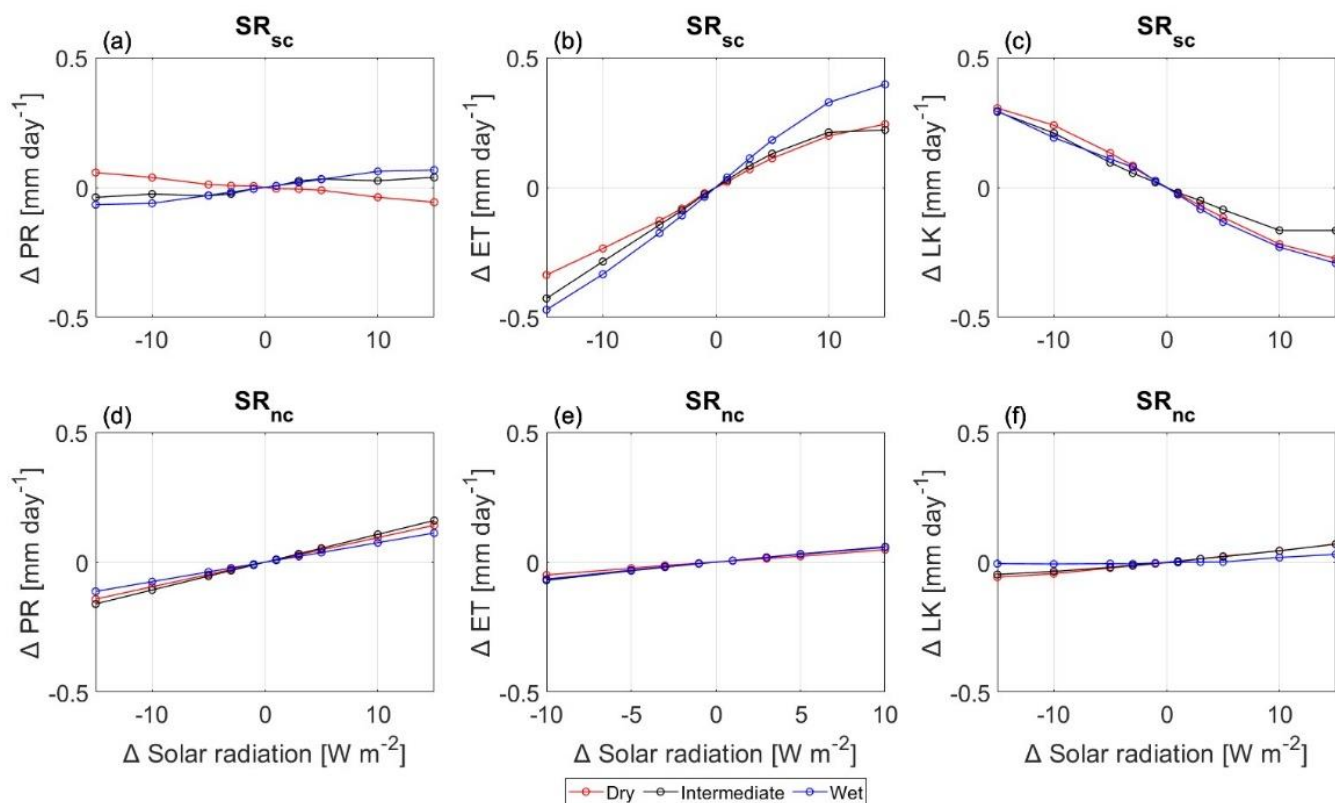 (a) SR_sc
0.5
0
-0.5
Δ PR [mm day⁻¹]
-10 0 10
(b) SR_sc
0.5
0
-0.5
Δ ET [mm day⁻¹]
-10 0 10
(c) SR_sc
0.5
0
-0.5
Δ LK [mm day⁻¹]
-10 0 10
(d) SR_nc
0.5
0
-0.5
Δ PR [mm day⁻¹]
-10 0 10
Δ Solar radiation [W m⁻²]
(e) SR_nc
0.5
0
-0.5
Δ ET [mm day⁻¹]
-10 -5 0 5 10
Δ Solar radiation [W m⁻²]
(f) SR_nc
0.5
0
-0.5
Δ LK [mm day⁻¹]
-10 0 10
Δ Solar radiation [W m⁻²]
Dry Intermediate Wet